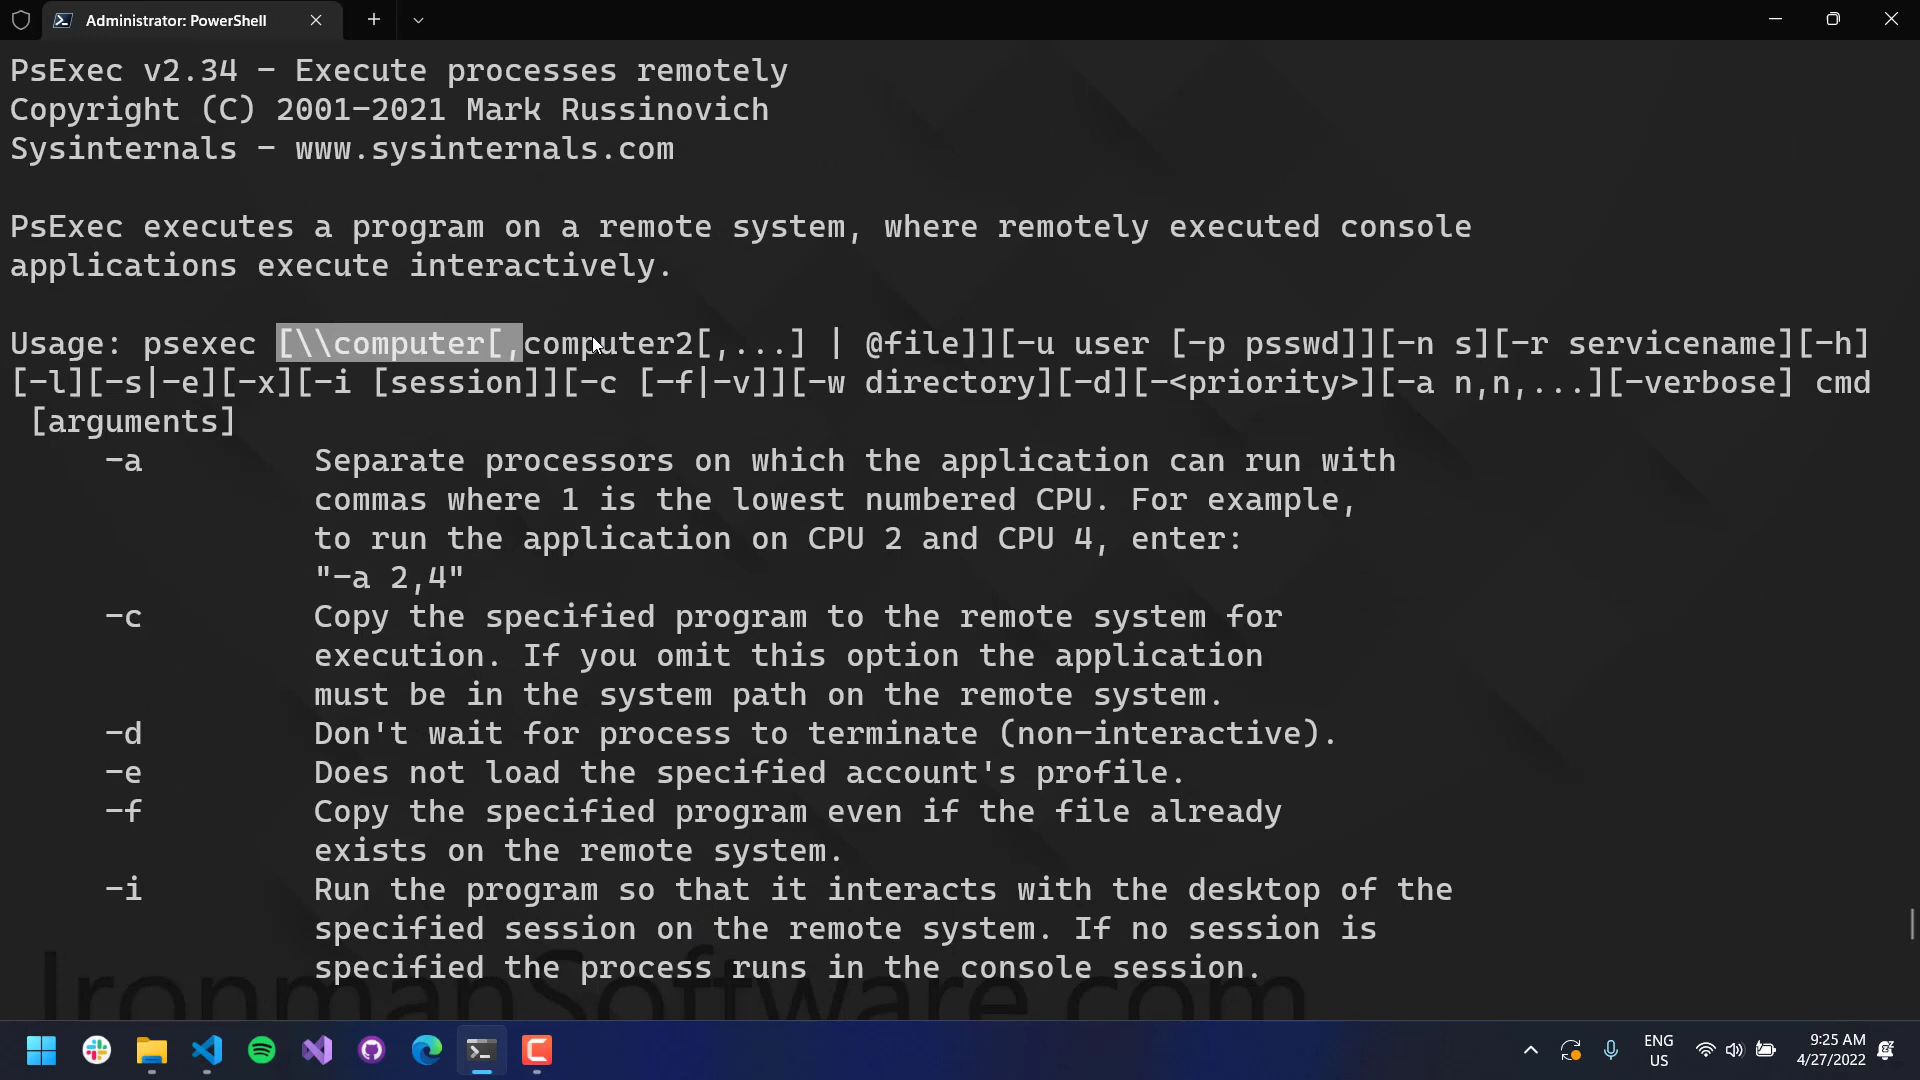 Administrator: PowerShell
PsExec v2.34 - Execute processes remotely
Copyright (C) 2001-2021 Mark Russinovich
Sysinternals - www.sysinternals.com
PsExec executes a program on a remote system, where remotely executed console
applications execute interactively.
Usage: psexec [\\computer[,computer2[,...] | @file]][-u user [-p psswd]][-n s][-r servicename][-h]
[-l][-s|-e][-x][-i [session]][-c [-f|-v]][-w directory][-d][-<priority>][-a n,n,...][-verbose] cmd
[arguments]
-a Separate processors on which the application can run with
commas where 1 is the lowest numbered CPU. For example,
to run the application on CPU 2 and CPU 4, enter:
"-a 2,4"
-c Copy the specified program to the remote system for
execution. If you omit this option the application
must be in the system path on the remote system.
-d Don't wait for process to terminate (non-interactive).
-e Does not load the specified account's profile.
-f Copy the specified program even if the file already
exists on the remote system.
-i Run the program so that it interacts with the desktop of the
specified session on the remote system. If no session is
specified the process runs in the console session.
IronmanSoftware.com
ENG
US
9:25 AM
4/27/2022